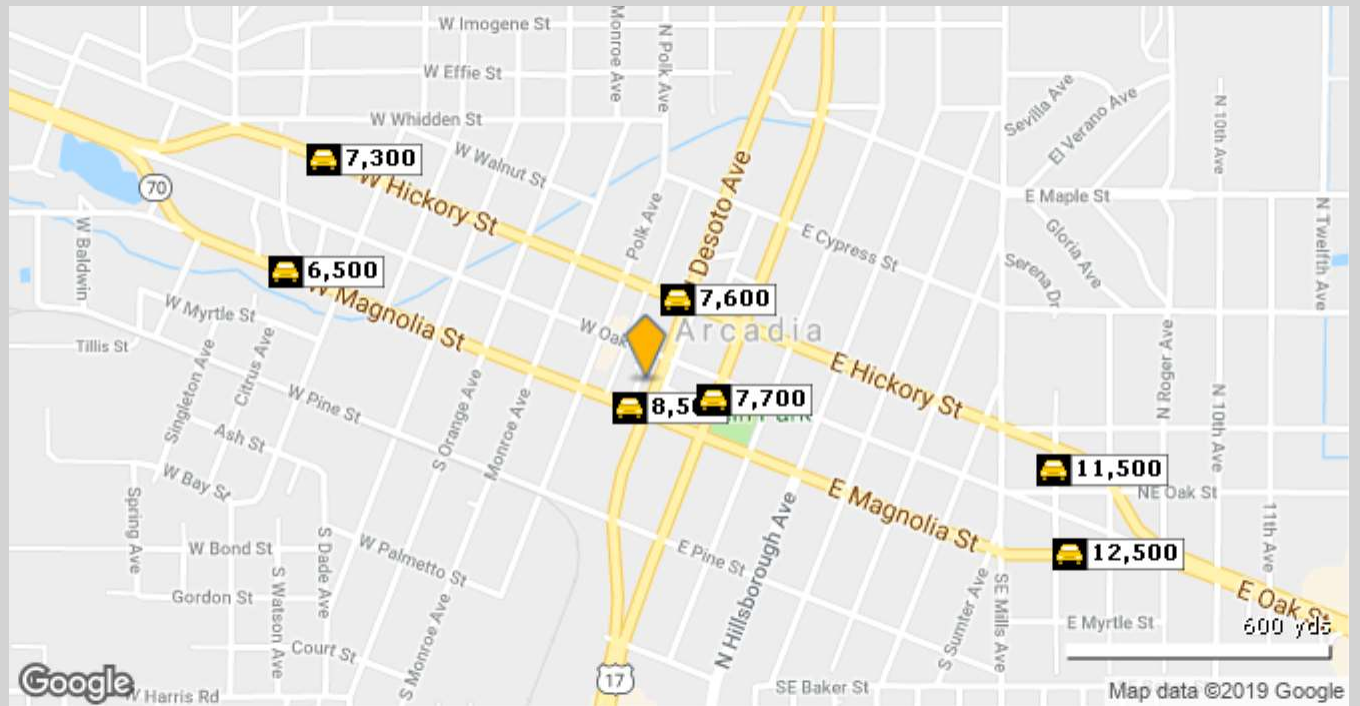 W Imogene St
Monroe Ave
N Polk Ave
W Effie St
Sevilla Ave
El Verano Ave
N 10th Ave
W Whidden St
7,300
W Walnut St
W Hickory St
70
Desoto Ave
E Maple St
Polk Ave
E Cypress St
Gloria Ave
N Twelfth Ave
W Baldwin
6,500
Serena Dr
W Magnolia St
7,600
W Myrtle St
W Oak
Arcadia
Tillis St
Singleton Ave
Citrus Ave
E Hickory St
N Roger Ave
W Pine St
S Orange Ave
Monroe Ave
7,700
Park
N 10th Ave
Ash St
W Bay St
11,500
NE Oak St
Spring Ave
E Magnolia St
11th Ave
S Dade Ave
W Bond St
W Palmetto St
E Pine St
N Hillsborough Ave
12,500
S Watson Ave
Gordon St
S Monroe Ave
S Sumter Ave
SE Mills Ave
E Oak St
E Myrtle St
600 yds
Court St
17
Google
W Harris Rd
SE Baker St
Map data ©2019 Google